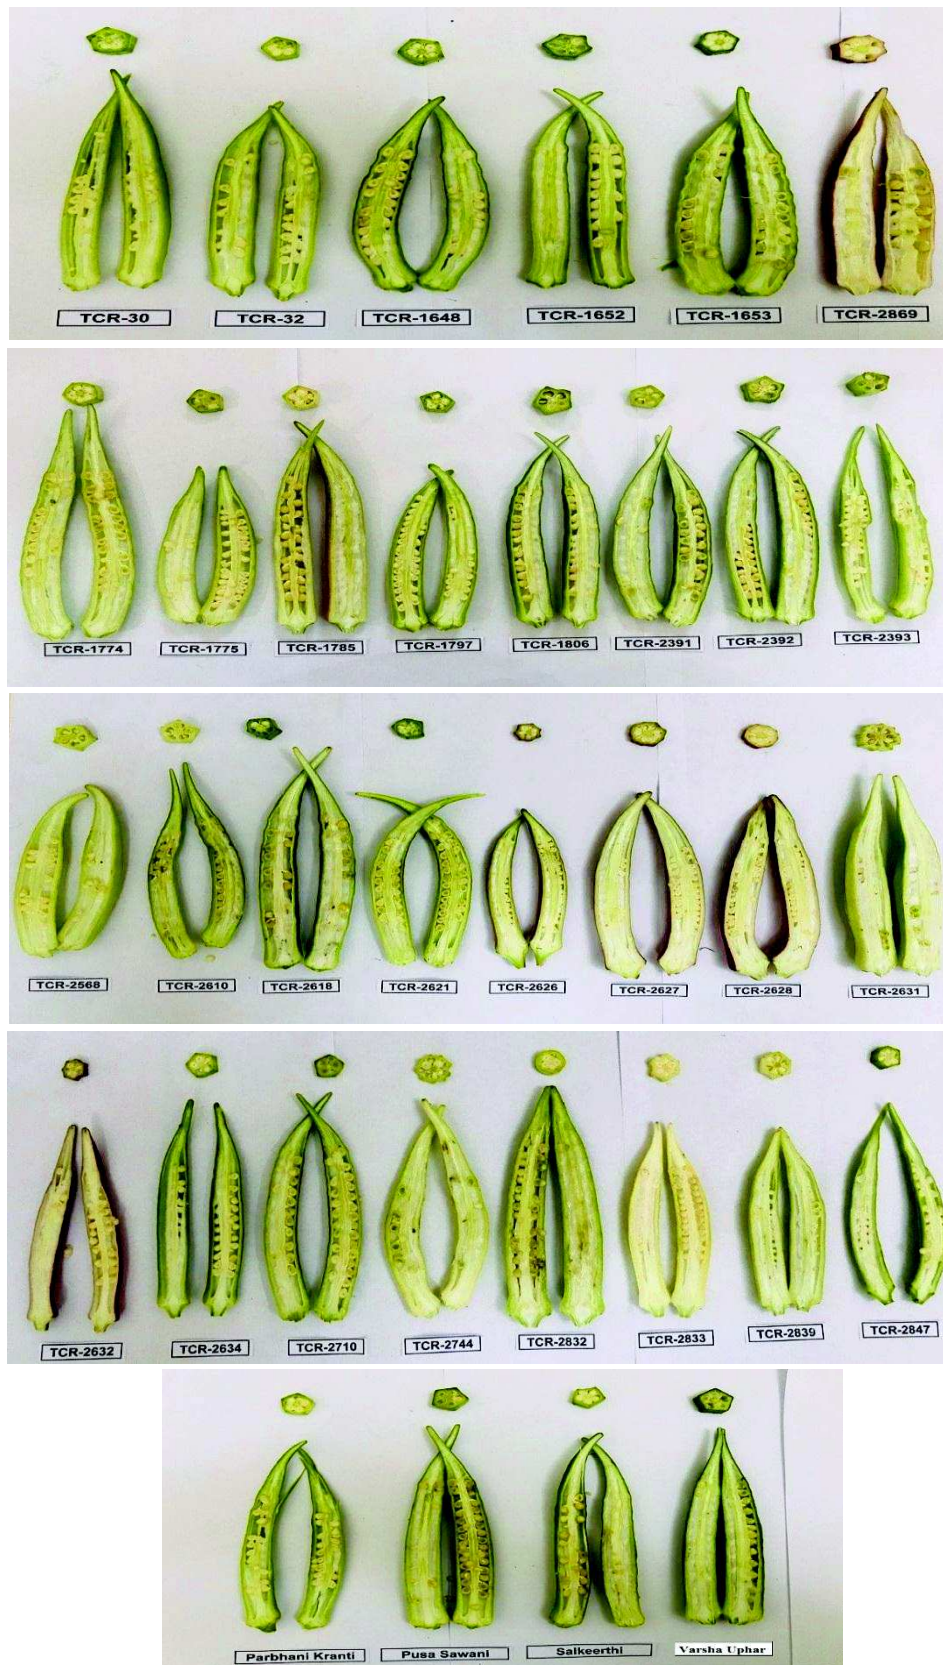 TCR-30 TCR-32 TCR-1648 TCR-1652 TCR-1653 TCR-2869
TCR-1774 TCR-1775 TCR-1785 TCR-1797 TCR-1806 TCR-2391 TCR-2392 TCR-2393
TCR-2568 TCR-2610 TCR-2618 TCR-2621 TCR-2626 TCR-2627 TCR-2628 TCR-2631
TCR-2632 TCR-2634 TCR-2710 TCR-2744 TCR-2832 TCR-2833 TCR-2839 TCR-2847
Parbhani Kranti Pusa Sawani Salkeerthi Varsha Uphar